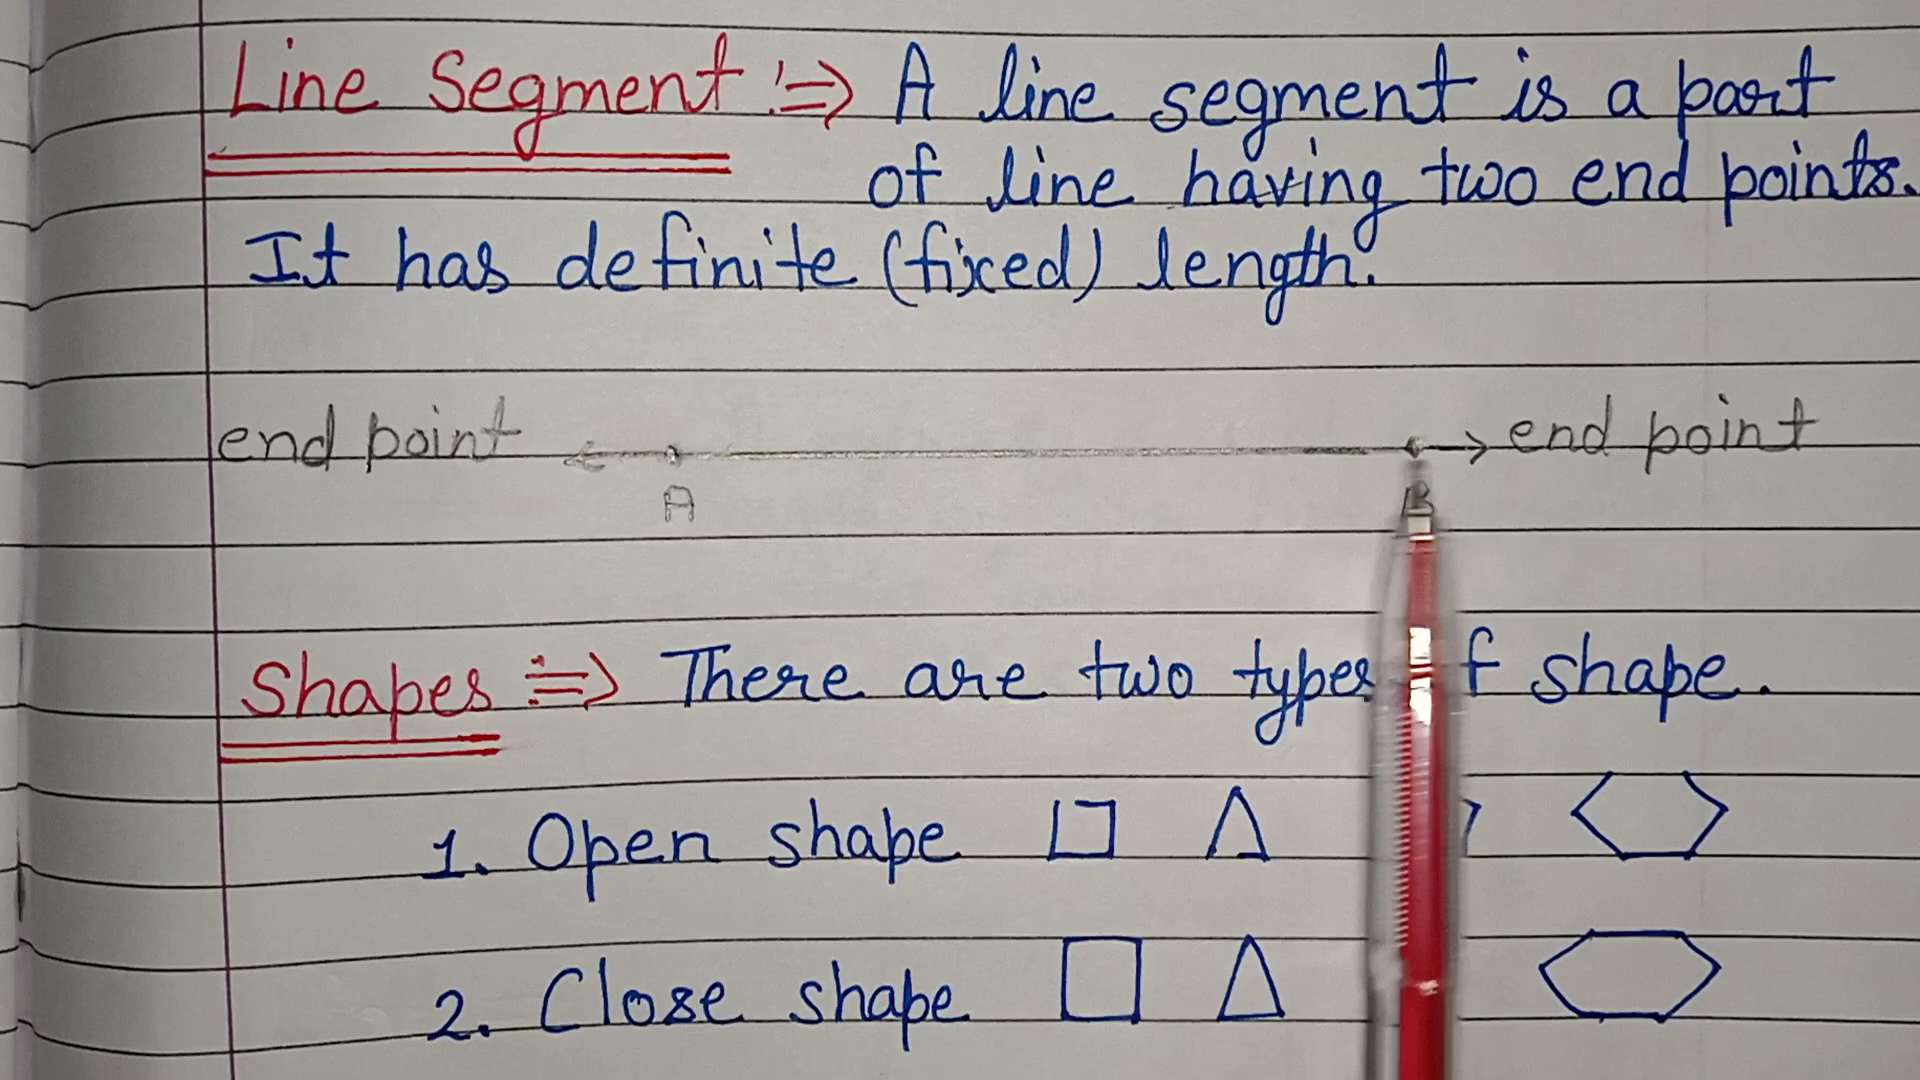 Line Segment :⇒ A line segment is a part
of line having two end points.
It has definite (fixed) length.
end point ← → end point
A B
Shapes :⇒ There are two types f shape.
1. Open shape
2. Close shape